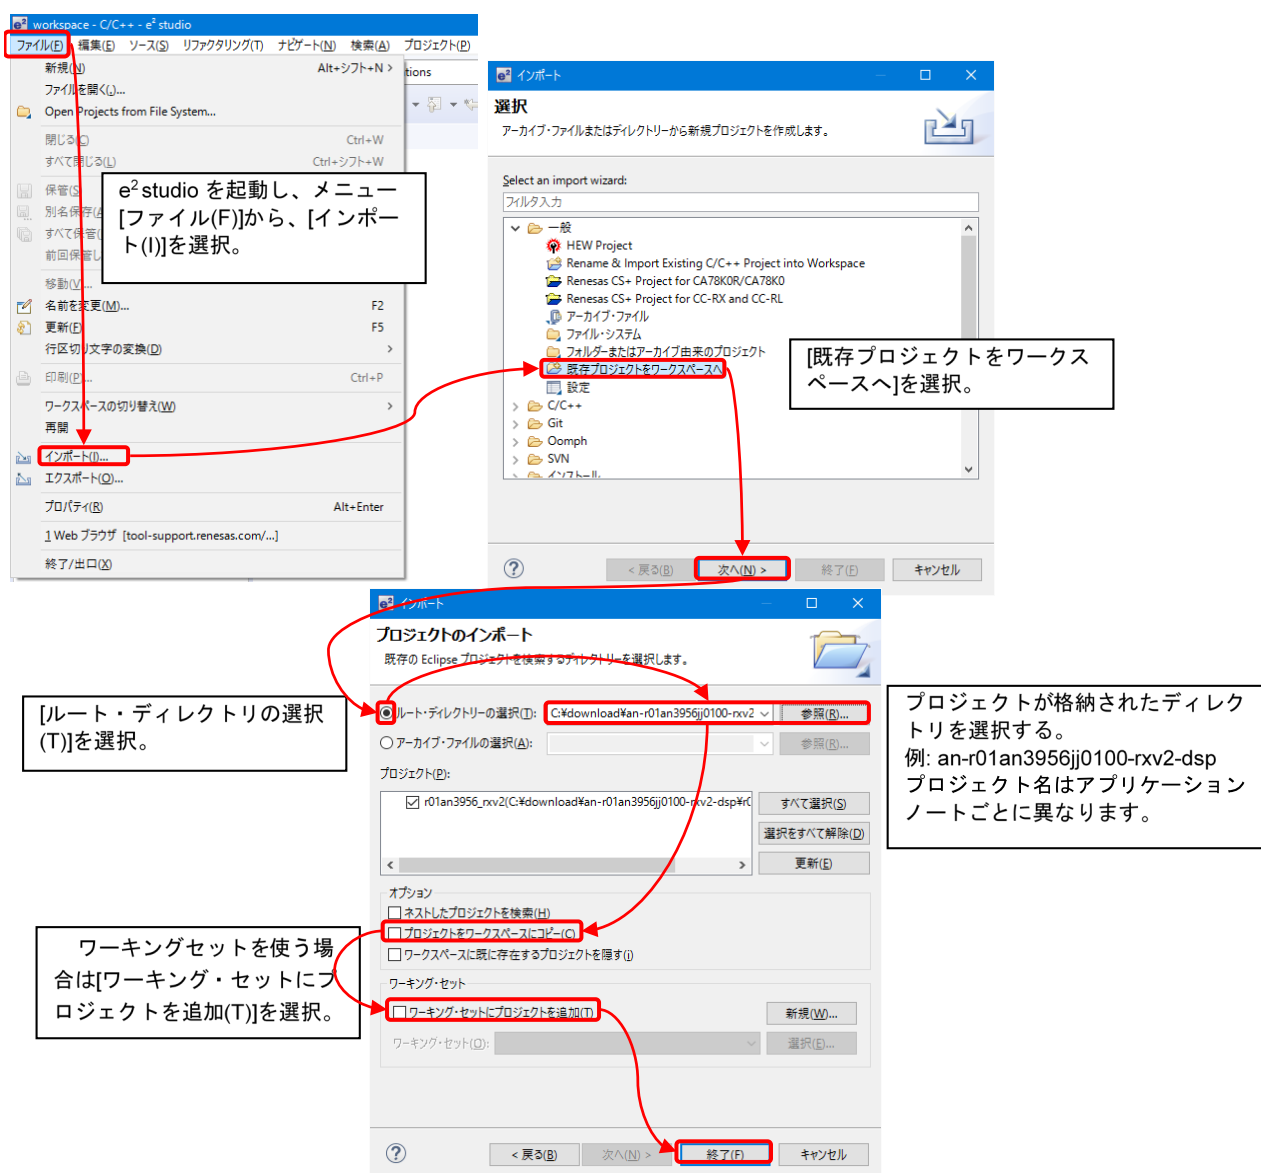 workspace - C/C++ - e² studio
ファイル(F) 編集(E) ソース(S) リファクタリング(T) ナビゲート(N) 検索(A) プロジェクト(P)
新規(N) Alt+シフト+N >
ファイルを開く(.)...
Open Projects from File System...
閉じる(C) Ctrl+W
すべて閉じる(L) Ctrl+シフト+W
保管(S)
別名保存(A
すべて保管(
前回保管し
移動(V)...
名前を変更(M)... F2
更新(F) F5
行区切り文字の変換(D) >
印刷(P)... Ctrl+P
ワークスペースの切り替え(W) >
再開
インポート(I)...
エクスポート(O)...
プロパティ(R) Alt+Enter
1 Web ブラウザ [tool-support.renesas.com/...]
終了/出口(X)
tions
e² studio を起動し、メニュー
[ファイル(F)]から、[インポー
ト(I)]を選択。
e² インポート
選択
アーカイブ・ファイルまたはディレクトリーから新規プロジェクトを作成します。
Select an import wizard:
フィルタ入力
一般
HEW Project
Rename & Import Existing C/C++ Project into Workspace
Renesas CS+ Project for CA78K0R/CA78K0
Renesas CS+ Project for CC-RX and CC-RL
アーカイブ・ファイル
ファイル・システム
フォルダーまたはアーカイブ由来のプロジェクト
既存プロジェクトをワークスペースへ
設定
> C/C++
> Git
> Oomph
> SVN
> インストール
? < 戻る(B) 次へ(N) > 終了(F) キャンセル
[既存プロジェクトをワークス
ペースへ]を選択。
e² インポート
プロジェクトのインポート
既存の Eclipse プロジェクトを検索するディレクトリーを選択します。
ルート・ディレクトリーの選択(T): C:¥download¥an-r01an3956jj0100-rxv2 参照(R)...
アーカイブ・ファイルの選択(A): 参照(R)...
プロジェクト(P):
r01an3956_rxv2(C:¥download¥an-r01an3956jj0100-rxv2-dsp¥r( すべて選択(S)
選択をすべて解除(D)
更新(E)
オプション
ネストしたプロジェクトを検索(H)
プロジェクトをワークスペースにコピー(C)
ワークスペースに既に存在するプロジェクトを隠す(i)
ワーキング・セット
ワーキング・セットにプロジェクトを追加(T) 新規(W)...
ワーキング・セット(O): 選択(E)...
? < 戻る(B) 次へ(N) > 終了(F) キャンセル
[ルート・ディレクトリの選択
(T)]を選択。
プロジェクトが格納されたディレク
トリを選択する。
例: an-r01an3956jj0100-rxv2-dsp
プロジェクト名はアプリケーション
ノートごとに異なります。
ワーキングセットを使う場
合は[ワーキング・セットにプ
ロジェクトを追加(T)]を選択。